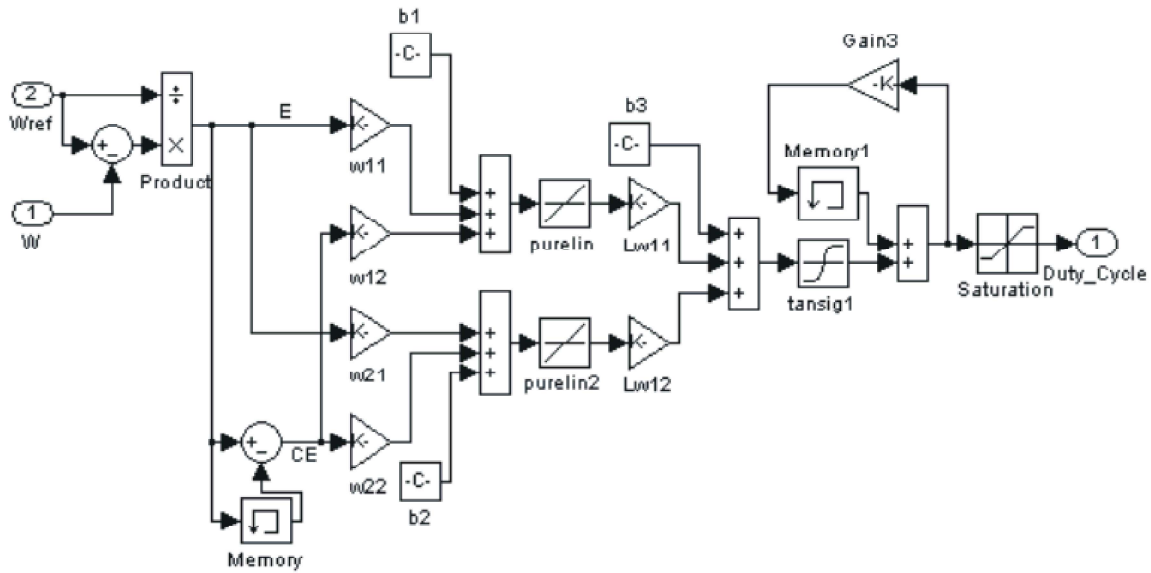 b1
-C-
Gain3
-K-
2
Wref
+
-
÷
×
Product
E
K-
w11
b3
-C-
Memory1
1
W
K-
w12
+
+
+
purelin
K-
Lw11
+
+
+
tansig1
+
+
Saturation
1
Duty_Cycle
K-
w21
+
+
+
purelin2
K-
Lw12
+
-
CE
K-
w22
-C-
b2
Memory